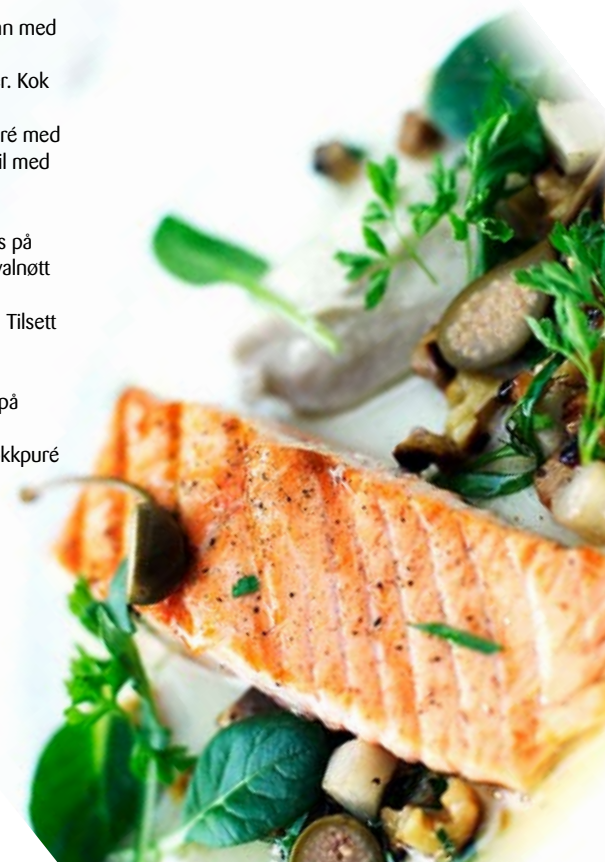 med
r. Kok
ré med
il med
s på
valnøtt
Tilsett
på
kkpuré